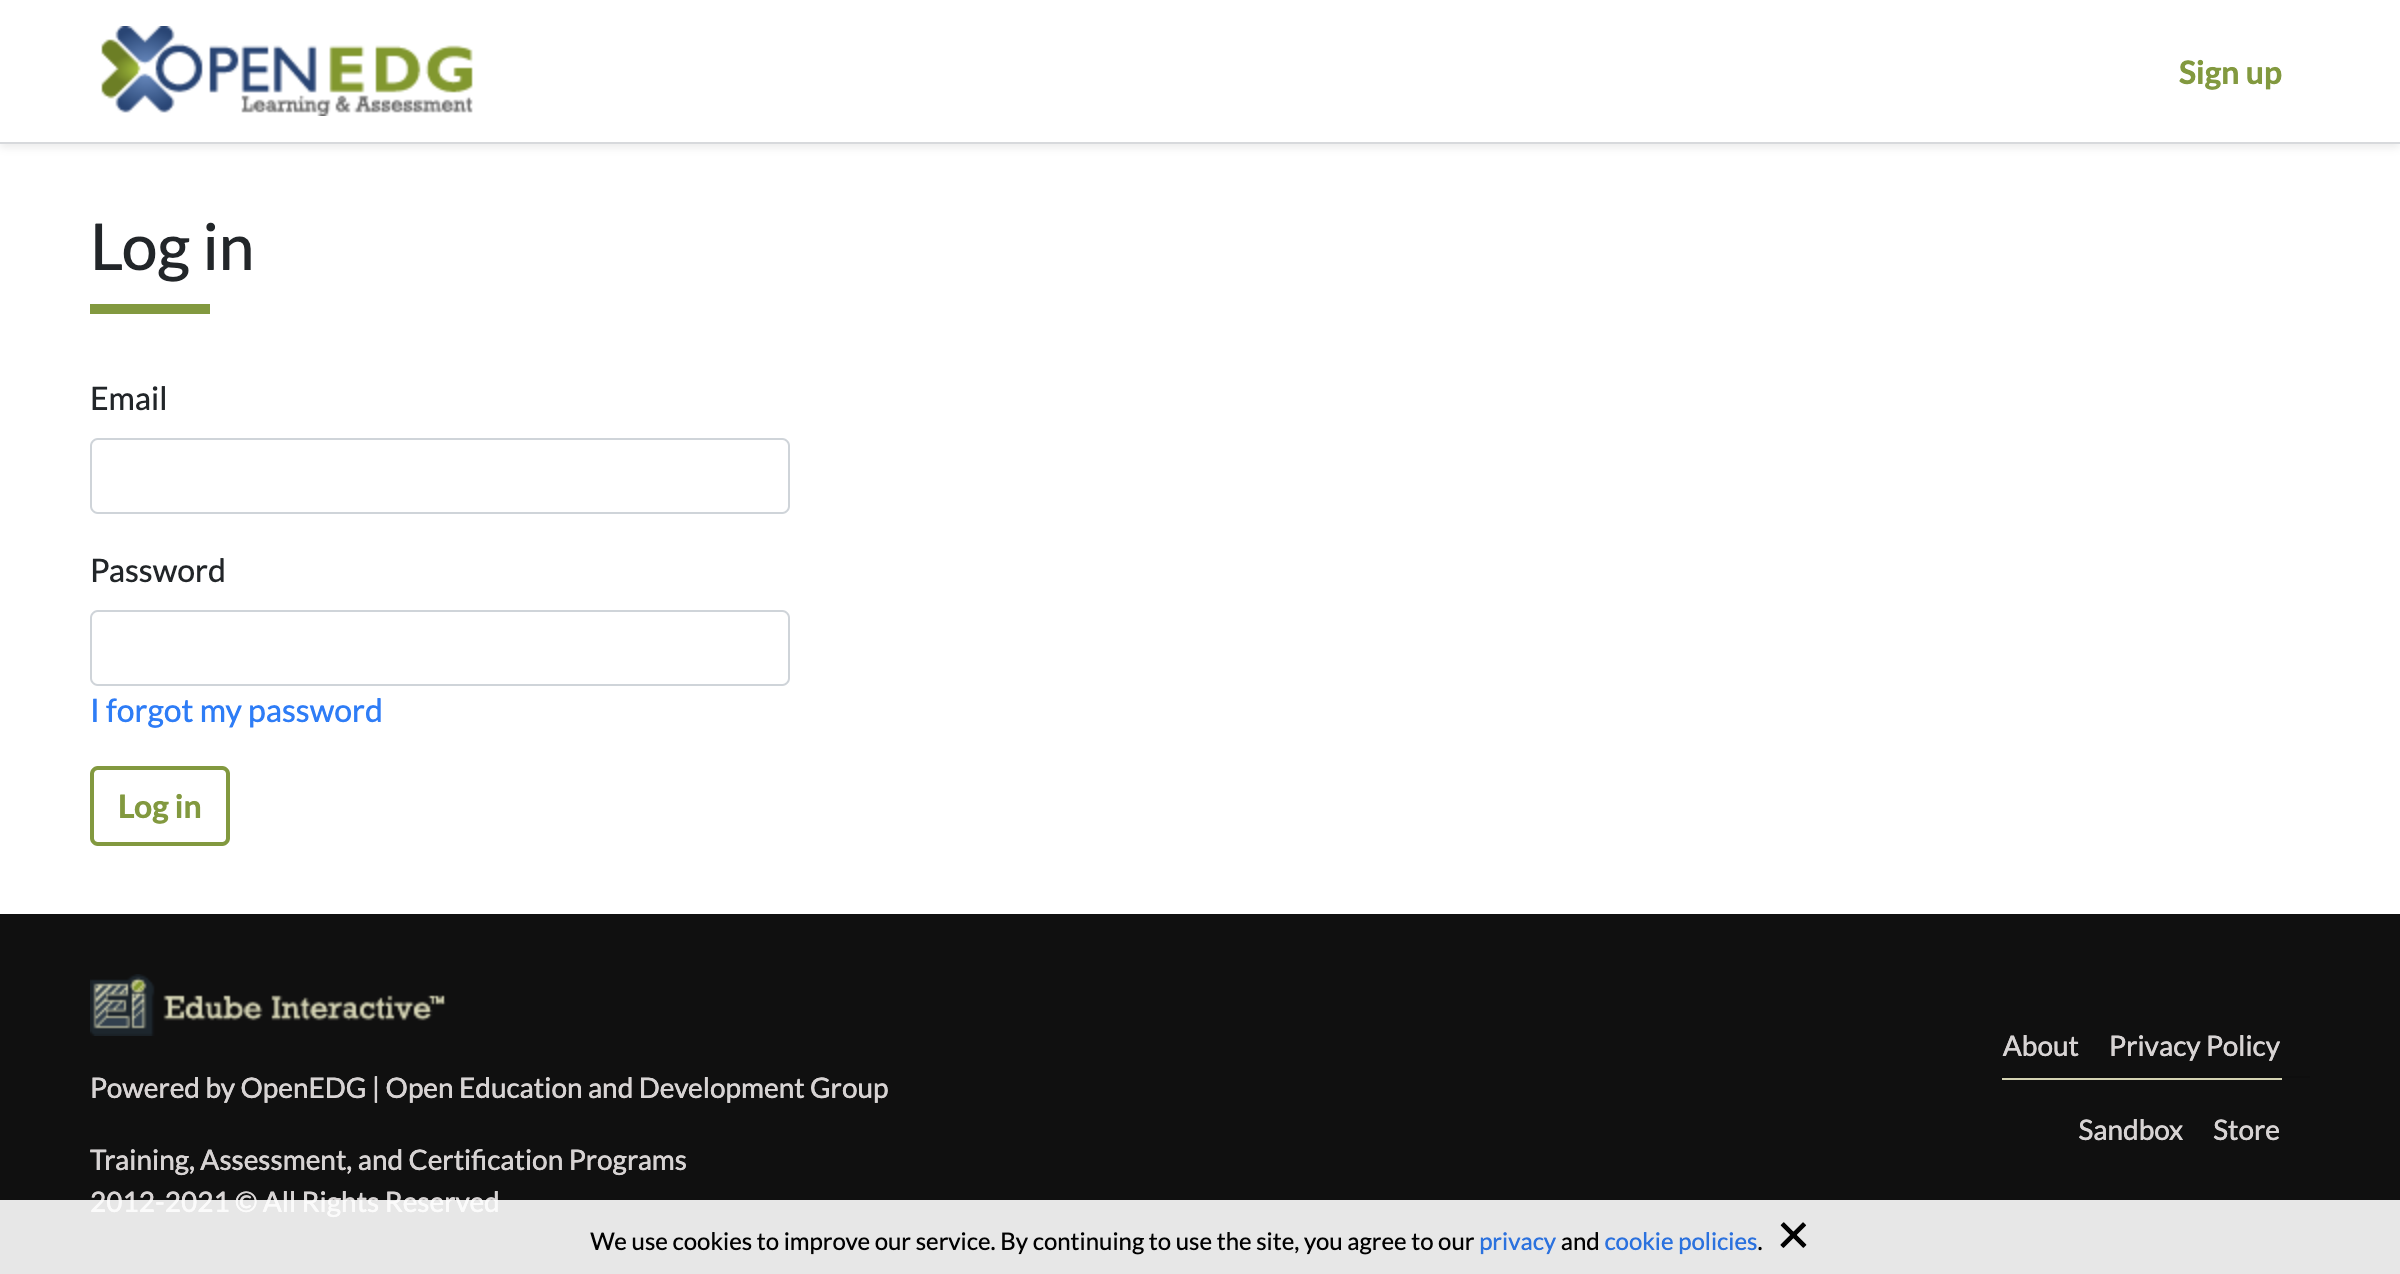 OPEN EDG
Learning & Assessment
Sign up
Log in
Email
Password
I forgot my password
Log in
Edube Interactive™
Powered by OpenEDG | Open Education and Development Group
Training, Assessment, and Certification Programs
2012-2021 © All Rights Reserved
About Privacy Policy
Sandbox Store
We use cookies to improve our service. By continuing to use the site, you agree to our privacy and cookie policies.